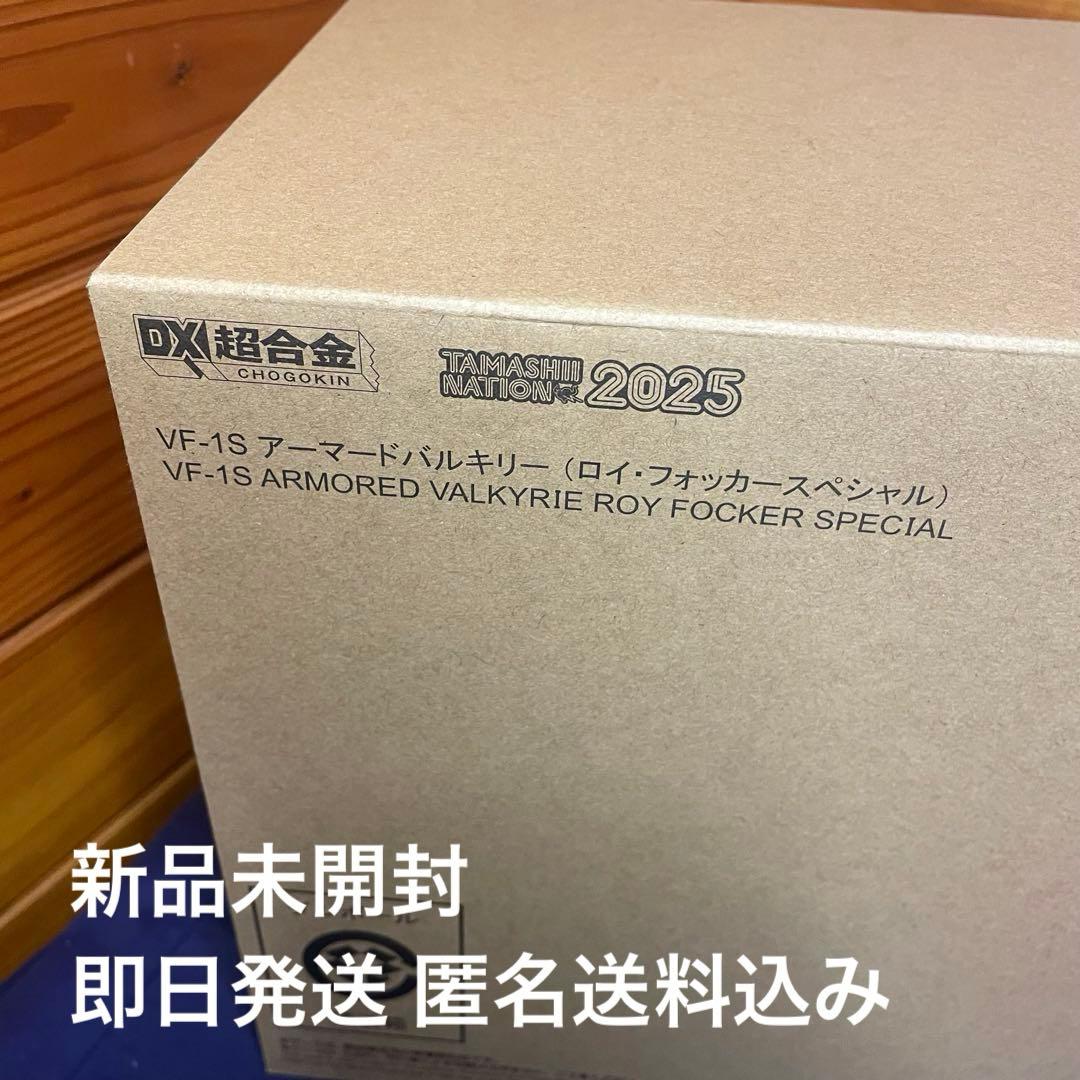 DX 超合金
CHOGOKIN
TAMASHII
NATION 2025
VF-1S アーマードバルキリー（ロイ・フォッカースペシャル）
VF-1S ARMORED VALKYRIE ROY FOCKER SPECIAL
新品未開封
即日発送 匿名送料込み